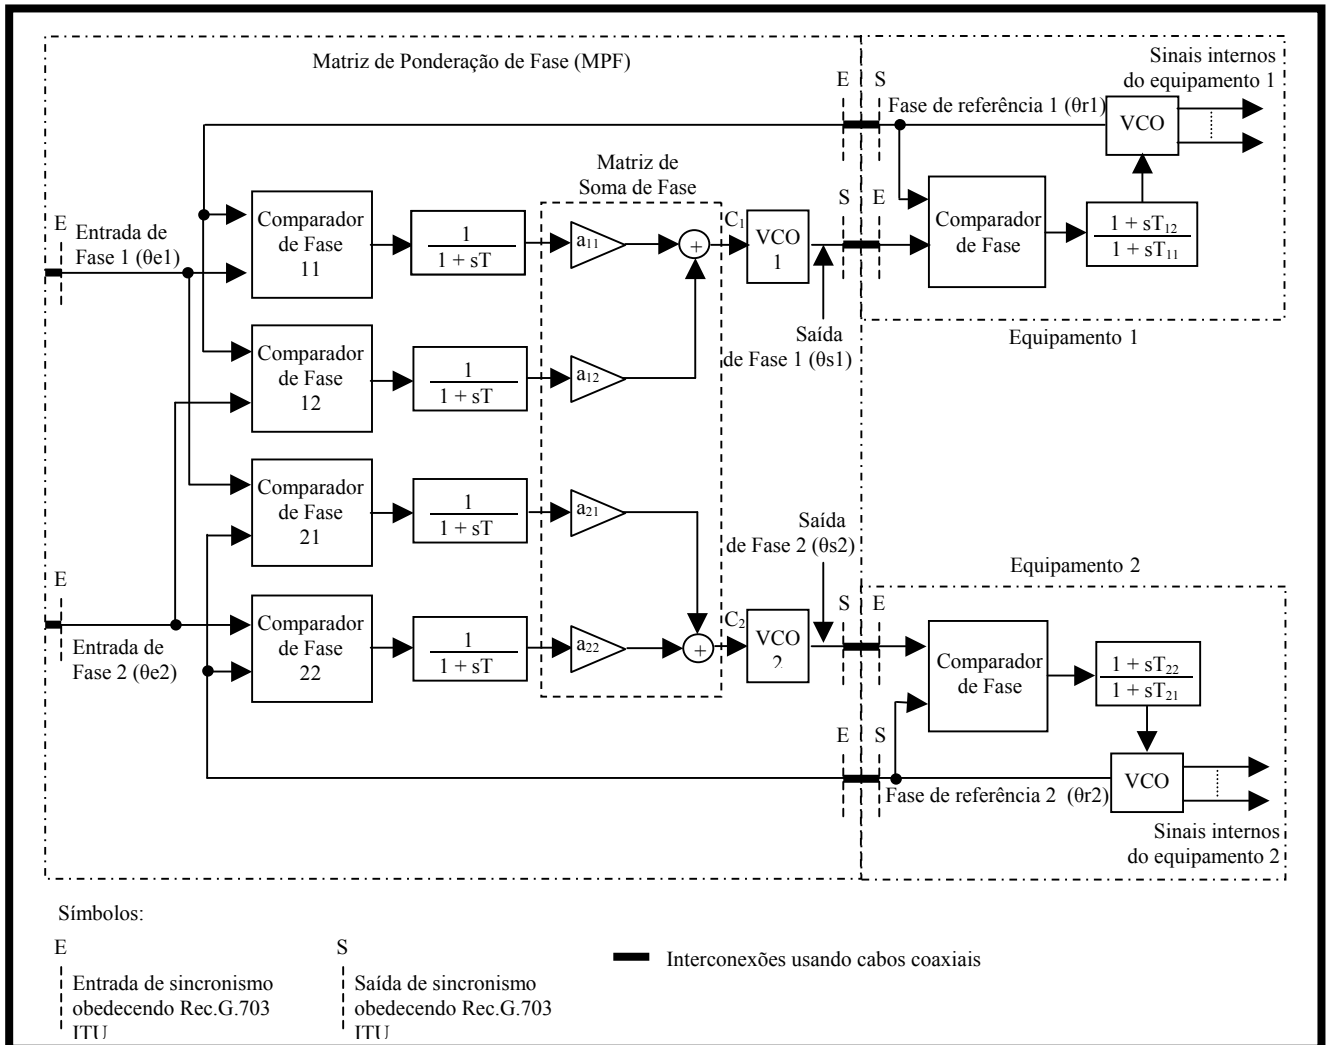 Matriz de Ponderação de Fase (MPF)
Sinais internos
do equipamento 1
E
S
Fase de referência 1 (θr1)
VCO
Matriz de
Soma de Fase
E
Entrada de
Fase 1 (θe1)
Comparador
de Fase
11
1
1 + sT
a11
+
C1
VCO
1
S
E
Comparador
de Fase
1 + sT12
1 + sT11
Saída
de Fase 1 (θs1)
Equipamento 1
Comparador
de Fase
12
1
1 + sT
a12
Comparador
de Fase
21
1
1 + sT
a21
Saída
de Fase 2 (θs2)
Equipamento 2
E
Entrada de
Fase 2 (θe2)
Comparador
de Fase
22
1
1 + sT
a22
+
C2
VCO
2
S
E
Comparador
de Fase
1 + sT22
1 + sT21
E
S
Fase de referência 2 (θr2)
VCO
Sinais internos
do equipamento 2
Símbolos:
E
Entrada de sincronismo
obedecendo Rec.G.703
ITU
S
Saída de sincronismo
obedecendo Rec.G.703
ITU
Interconexões usando cabos coaxiais